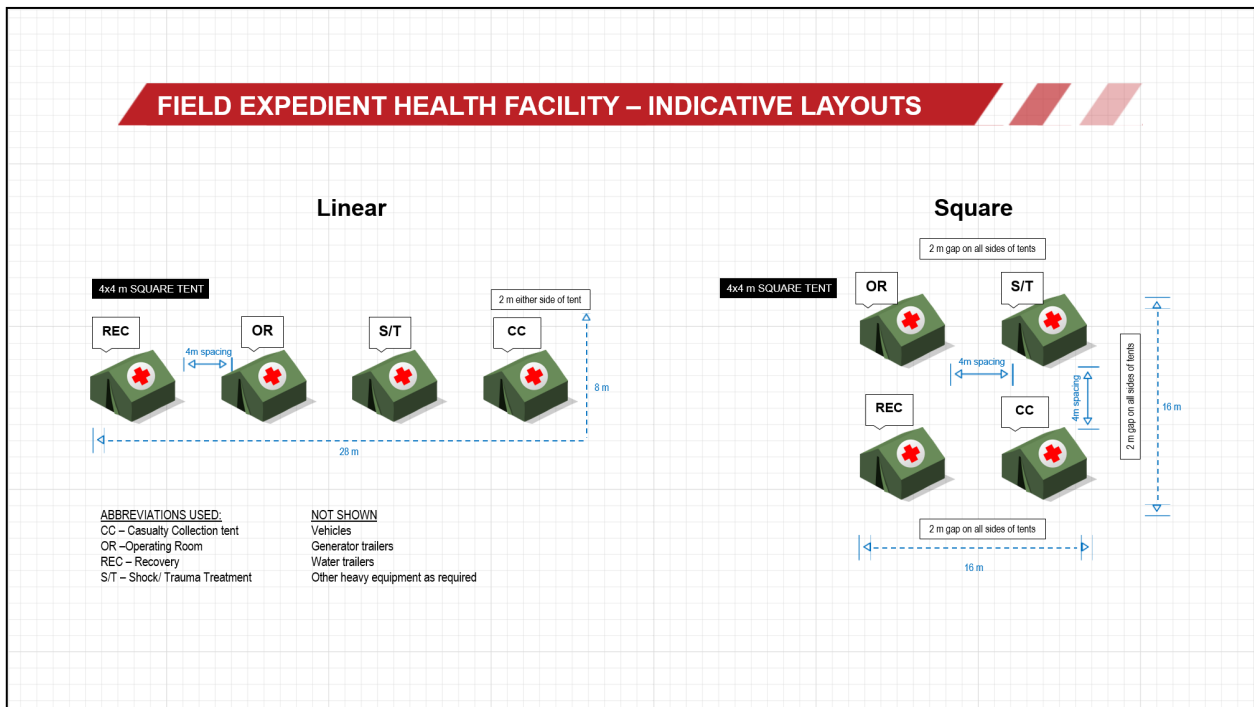 FIELD EXPEDIENT HEALTH FACILITY – INDICATIVE LAYOUTS
Linear
4x4 m SQUARE TENT
2 m either side of tent
REC
OR
S/T
CC
4m spacing
8 m
28 m
ABBREVIATIONS USED:
CC – Casualty Collection tent
OR –Operating Room
REC – Recovery
S/T – Shock/ Trauma Treatment
NOT SHOWN
Vehicles
Generator trailers
Water trailers
Other heavy equipment as required
Square
2 m gap on all sides of tents
4x4 m SQUARE TENT
OR
S/T
4m spacing
4m spacing
2 m gap on all sides of tents
16 m
REC
CC
2 m gap on all sides of tents
16 m